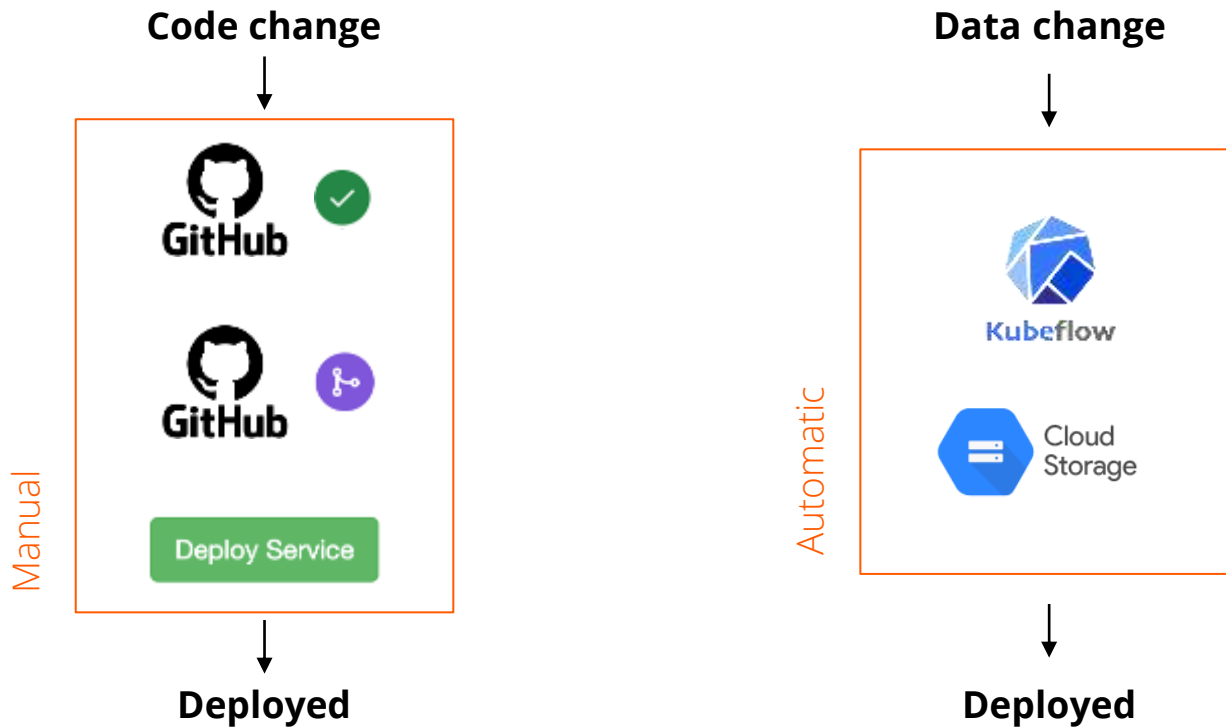 Code change
GitHub
GitHub
Deploy Service
Manual
Deployed
Data change
Kubeflow
Cloud
Storage
Automatic
Deployed